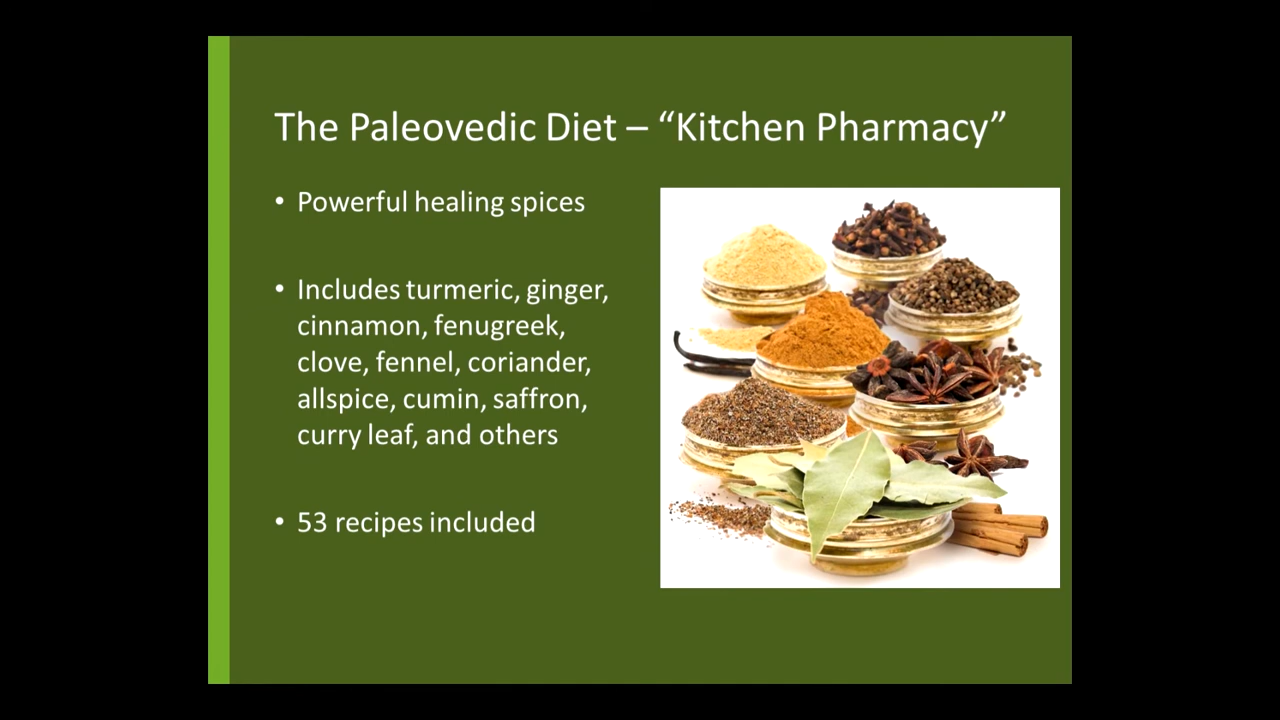 The Paleovedic Diet – “Kitchen Pharmacy”
• Powerful healing spices
• Includes turmeric, ginger,
cinnamon, fenugreek,
clove, fennel, coriander,
allspice, cumin, saffron,
curry leaf, and others
• 53 recipes included